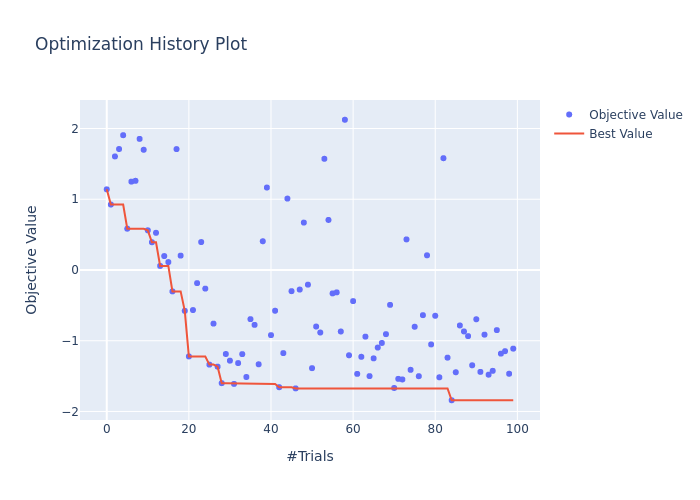 Optimization History Plot
Objective Value
Best Value
2
1
0
−1
−2
Objective Value
0
20
40
60
80
100
#Trials